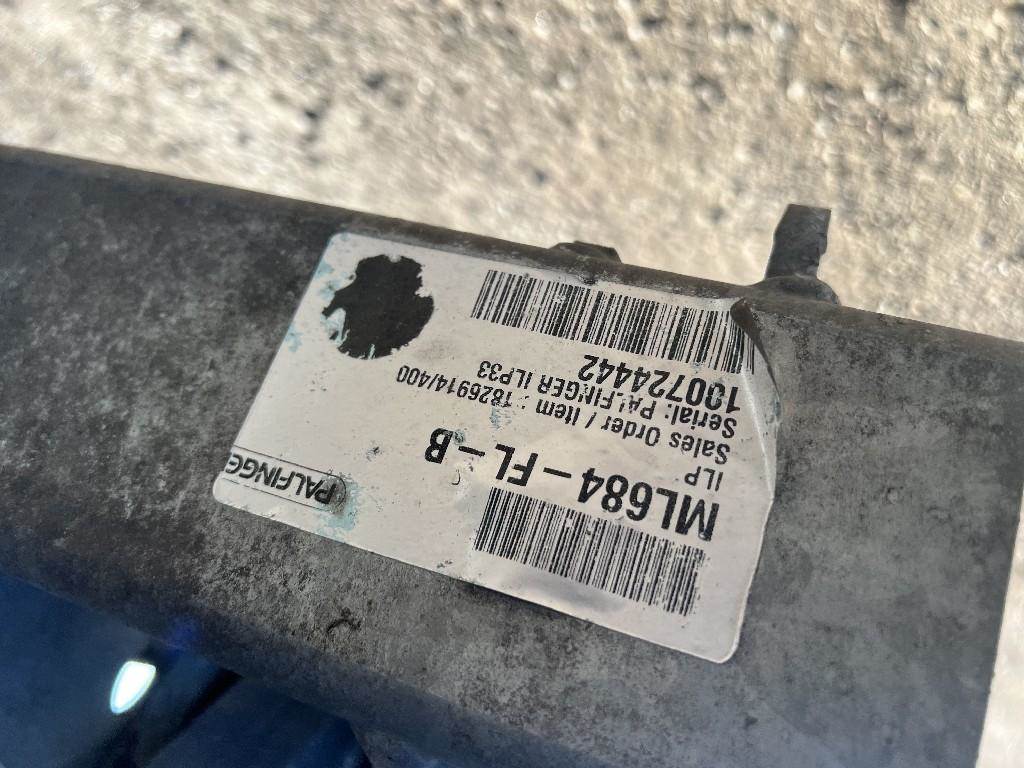 PALFINGER
ML684-FL-B
ILP
Sales Order / Item : 1826914/400
Serial: PALFINGER ILP33
100724442